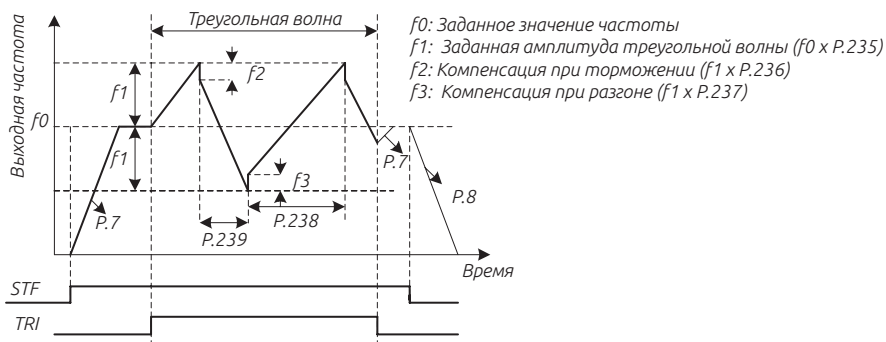 Треугольная волна
f0: Заданное значение частоты
f1: Заданная амплитуда треугольной волны (f0 x P.235)
f2: Компенсация при торможении (f1 x P.236)
f3: Компенсация при разгоне (f1 x P.237)
Выходная частота
f2
f1
f0
f1
P.7
f3
P.7
P.8
P.238
P.239
Время
STF
TRI